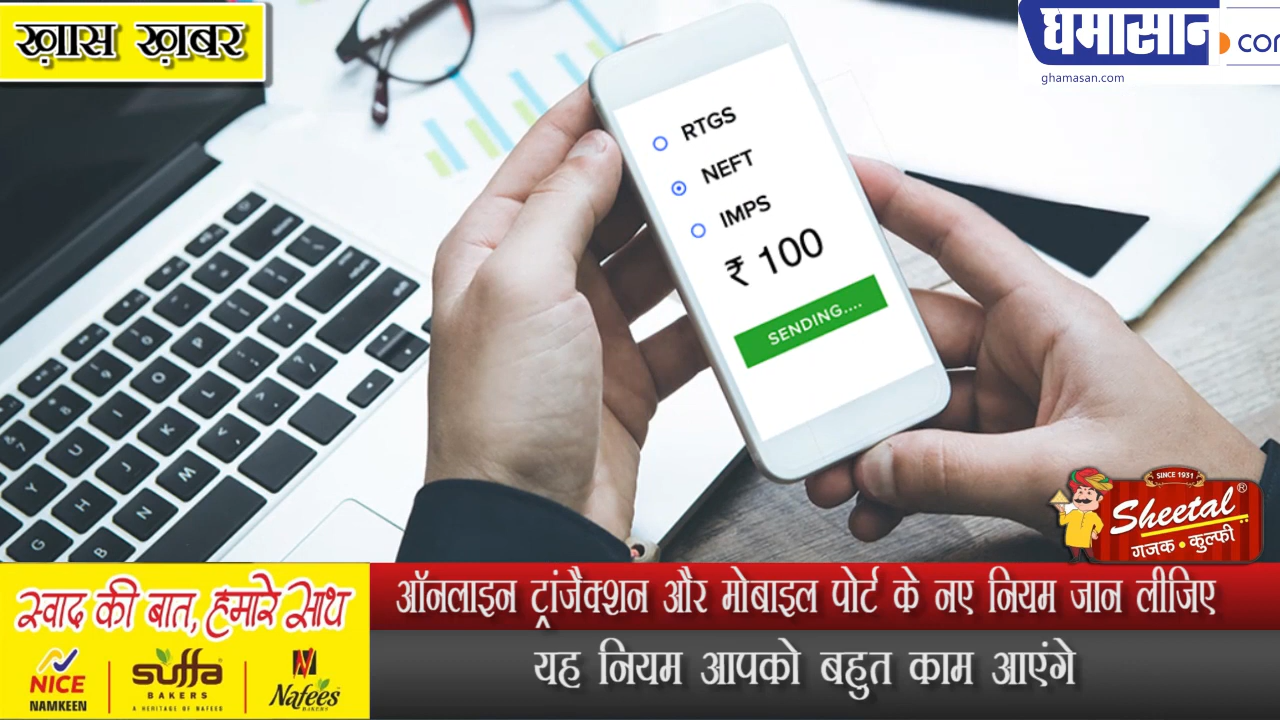 ख़ास ख़बर
घमासान.com
ghamasan.com
RTGS
NEFT
IMPS
₹ 100
SENDING....
SINCE 1931
Sheetal®
गजक • कुल्फी
स्वाद की बात, हमारे साथ
NICE
NAMKEEN
suffa
BAKERS
A HERITAGE OF NAFEES
Nafees
BAKERS
ऑनलाइन ट्रांजैक्शन और मोबाइल पोर्ट के नए नियम जान लीजिए
यह नियम आपको बहुत काम आएंगे